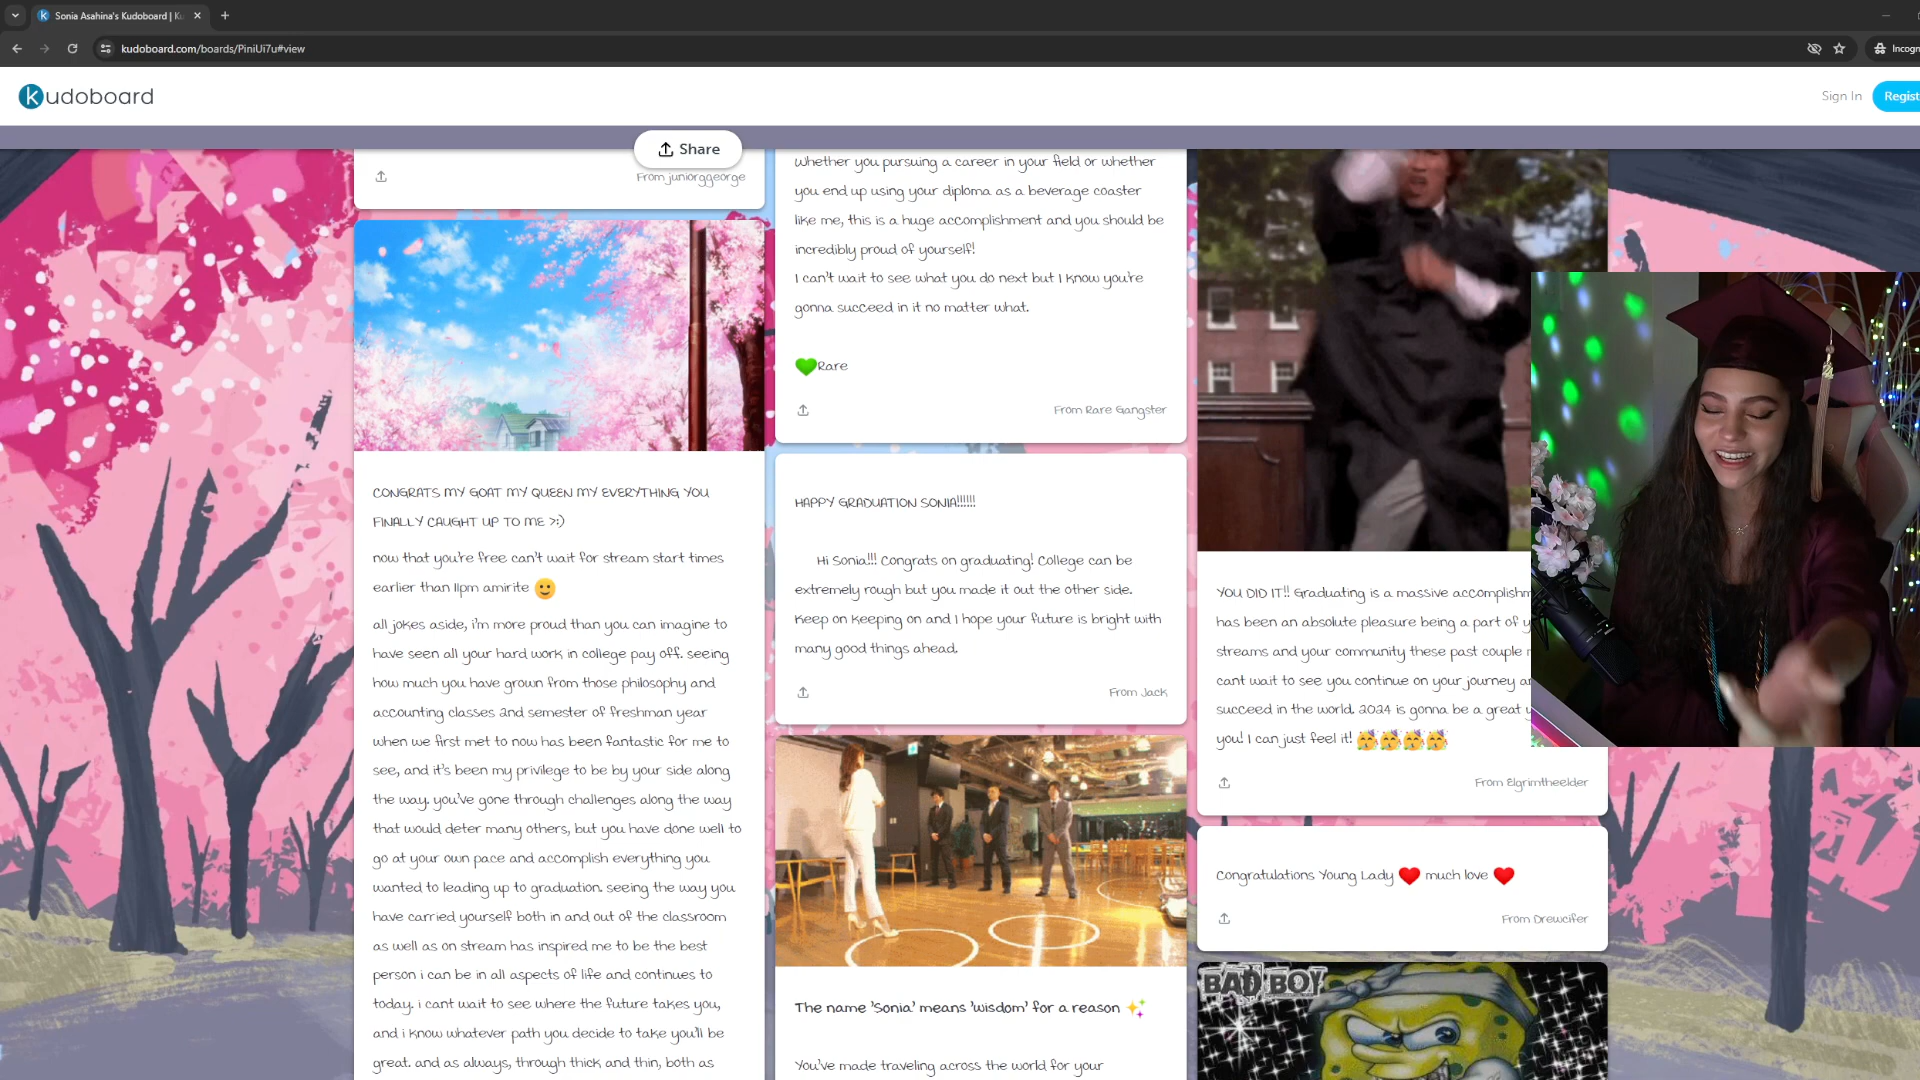 Sonia Asahina's Kudoboard | Ku
kudoboard.com/boards/PiniUi7u#view
Incogn
kudoboard
Sign In
Regist
Share
From juniorggeorge
CONGRATS MY GOAT MY QUEEN MY EVERYTHING YOU
FINALLY CAUGHT UP TO ME >:)
now that you're free can't wait for stream start times
earlier than 11pm amirite 🙂
all jokes aside, i'm more proud than you can imagine to
have seen all your hard work in college pay off. seeing
how much you have grown from those philosophy and
accounting classes 2nd semester of freshman year
when we first met to now has been fantastic for me to
see, and it's been my privilege to be by your side along
the way. you've gone through challenges along the way
that would deter many others, but you have done well to
go at your own pace and accomplish everything you
wanted to leading up to graduation. seeing the way you
have carried yourself both in and out of the classroom
as well as on stream has inspired me to be the best
person i can be in all aspects of life and continues to
today. i cant wait to see where the future takes you,
and i know whatever path you decide to take you'll be
great. and as always, through thick and thin, both as
Whether you pursuing a career in your field or whether
you end up using your diploma as a beverage coaster
like me, this is a huge accomplishment and you should be
incredibly proud of yourself!
I can't wait to see what you do next but I know you're
gonna succeed in it no matter what.
💚Rare
From Rare Gangster
HAPPY GRADUATION SONIA!!!!!!
Hi Sonia!!! Congrats on graduating! College can be
extremely rough but you made it out the other side.
Keep on keeping on and I hope your future is bright with
many good things ahead.
From Jack
The name 'Sonia' means 'wisdom' for a reason ✨
You've made traveling across the world for your
YOU DID IT!! Graduating is a massive accomplishm
has been an absolute pleasure being a part of y
streams and your community these past couple
cant wait to see you continue on your journey a
succeed in the world. 2024 is gonna be a great y
you! I can just feel it! 🥳🥳🥳🥳
From Elgrimtheelder
Congratulations Young Lady ❤️ much love ❤️
From Drewcifer
BAD BOY